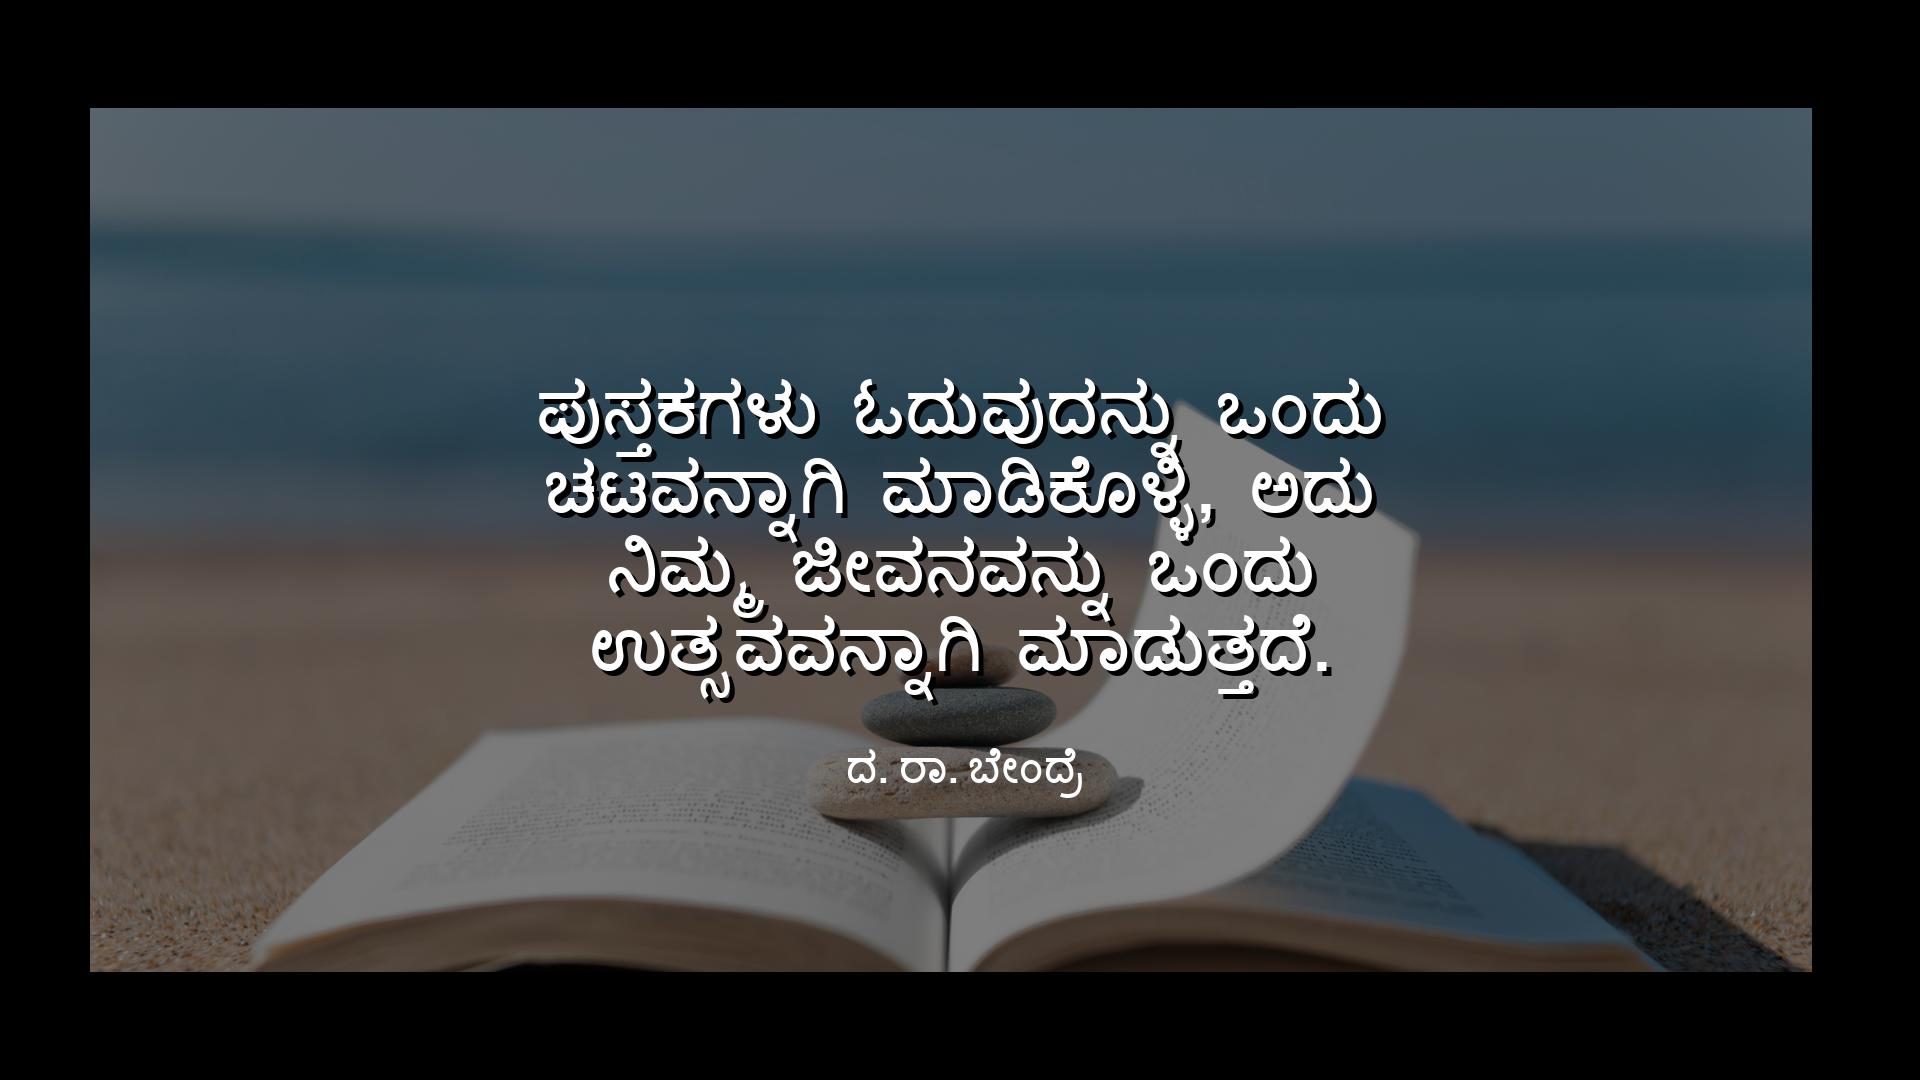 ಪುಸ್ತಕಗಳು ಓದುವುದನ್ನು ಒಂದು
ಚಟವನ್ನಾಗಿ ಮಾಡಿಕೊಳ್ಳಿ, ಅದು
ನಿಮ್ಮ ಜೀವನವನ್ನು ಒಂದು
ಉತ್ಸವವನ್ನಾಗಿ ಮಾಡುತ್ತದೆ.
ದ. ರಾ. ಬೇಂದ್ರೆ